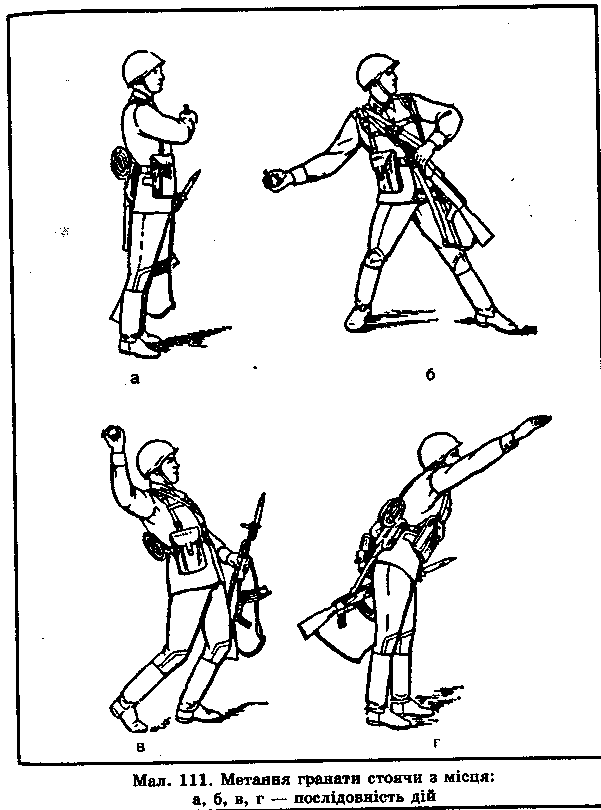 а
б
в
г
Мал. 111. Метання гранати стоячи з місця:
а, б, в, г — послідовність дій